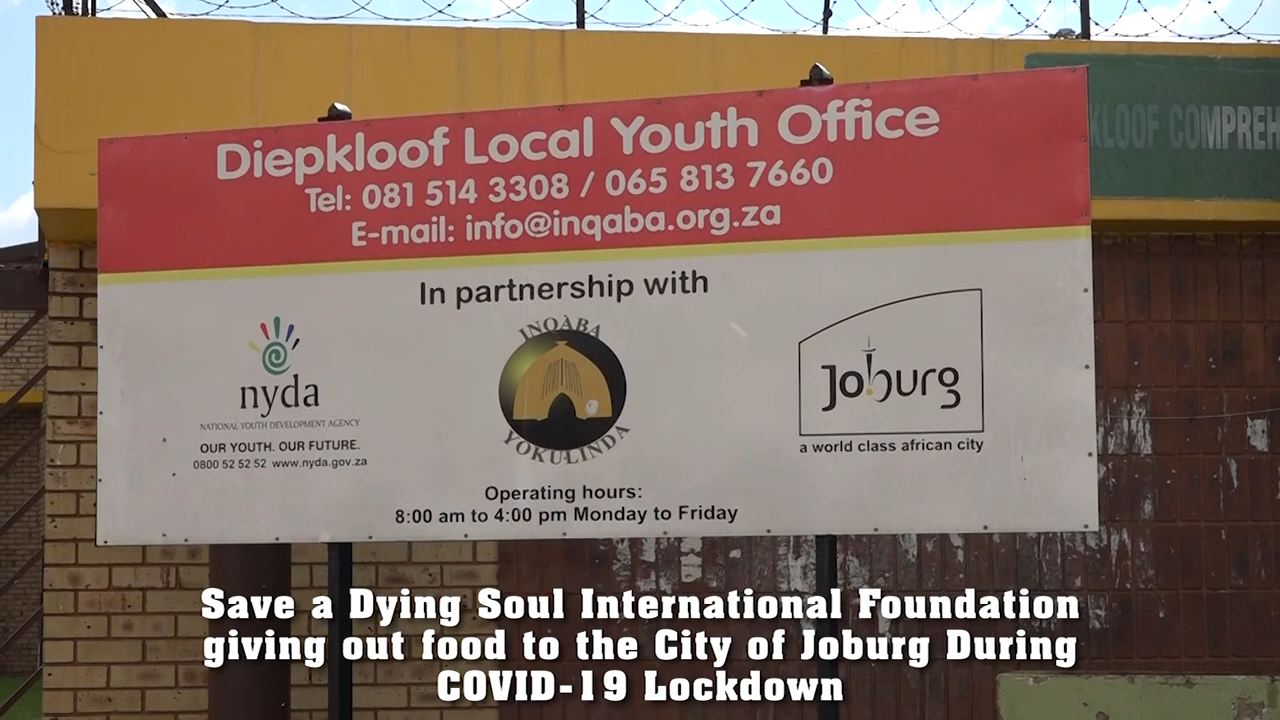 KLOOF COMPREH
Diepkloof Local Youth Office
Tel: 081 514 3308 / 065 813 7660
E-mail: info@inqaba.org.za
In partnership with
nyda
NATIONAL YOUTH DEVELOPMENT AGENCY
OUR YOUTH. OUR FUTURE.
0800 52 52 52 www.nyda.gov.za
INQABA
YOKULINDA
Joburg
a world class african city
Operating hours:
8:00 am to 4:00 pm Monday to Friday
Save a Dying Soul International Foundation
giving out food to the City of Joburg During
COVID-19 Lockdown